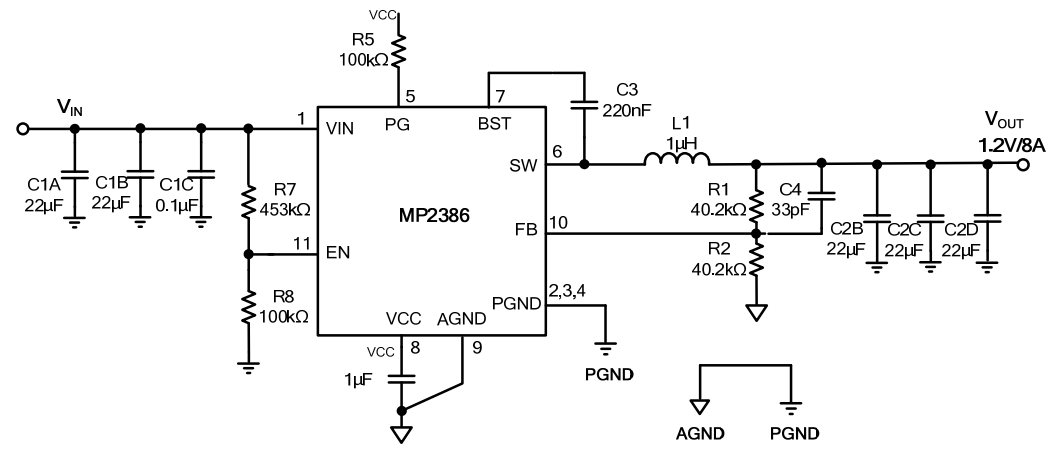 VCC
R5
100kΩ
5
7
C3
220nF
VIN
1
VIN
PG
BST
L1
1µH
VOUT
1.2V/8A
6
SW
C1A
22µF
C1B
22µF
C1C
0.1µF
R7
453kΩ
MP2386
R1
40.2kΩ
C4
33pF
FB
10
C2B
22µF
C2C
22µF
C2D
22µF
11
EN
R2
40.2kΩ
R8
100kΩ
PGND
2,3,4
VCC
AGND
VCC
8
9
1µF
PGND
AGND
PGND